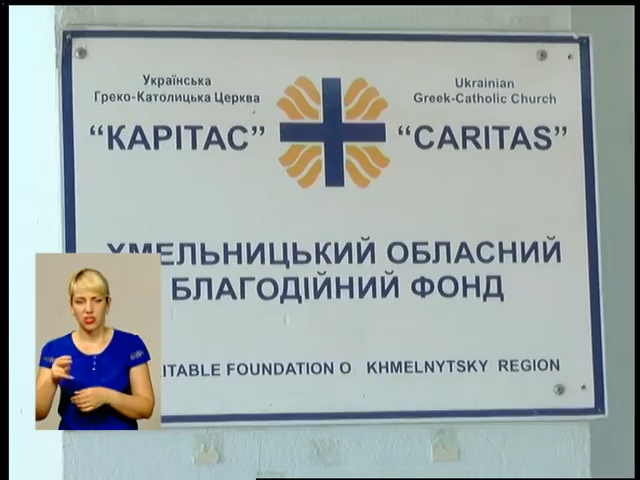 Українська
Греко-Католицька Церква
Ukrainian
Greek-Catholic Church
“КАРІТАС”
“CARITAS”
ХМЕЛЬНИЦЬКИЙ ОБЛАСНИЙ
БЛАГОДІЙНИЙ ФОНД
ITABLE FOUNDATION O KHMELNYTSKY REGION